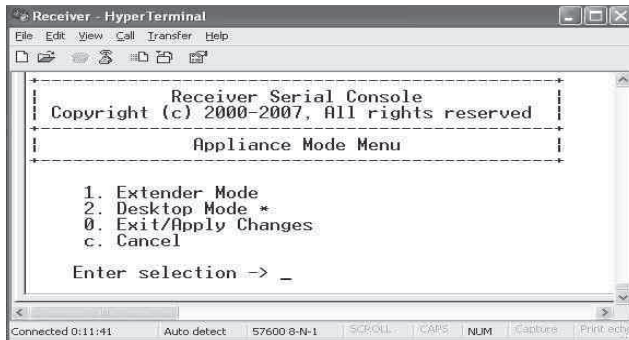 Receiver - HyperTerminal
File Edit View Call Transfer Help
Receiver Serial Console
Copyright (c) 2000-2007, All rights reserved
Appliance Mode Menu
1. Extender Mode
2. Desktop Mode *
0. Exit/Apply Changes
c. Cancel
Enter selection -> _
Connected 0:11:41 Auto detect 57600 8-N-1 SCROLL CAPS NUM Capture Print echo